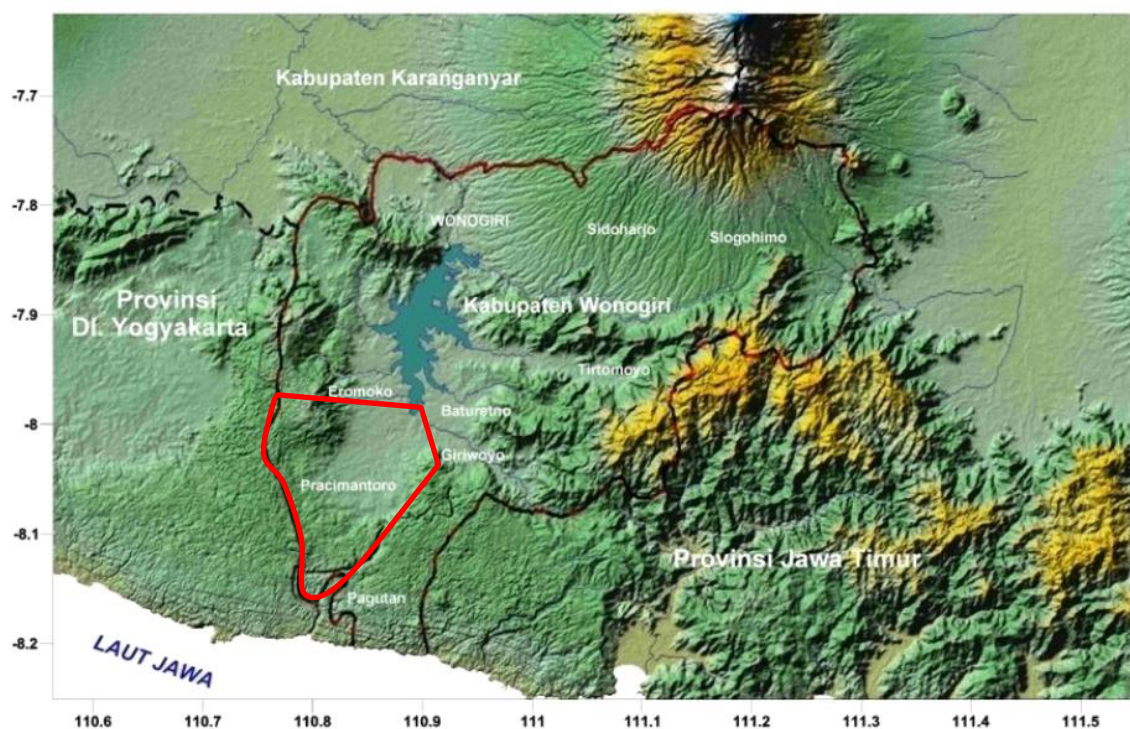 Kabupaten Karanganyar
-7.7
-7.8
WONOGIRI
Sidoharjo
Slogohimo
Provinsi
DI. Yogyakarta
Kabupaten Wonogiri
-7.9
Tirtomoyo
Eromoko
Baturetno
-8
Giriwoyo
Pracimantoro
-8.1
Provinsi Jawa Timur
Pagutan
-8.2
LAUT JAWA
110.6 110.7 110.8 110.9 111 111.1 111.2 111.3 111.4 111.5